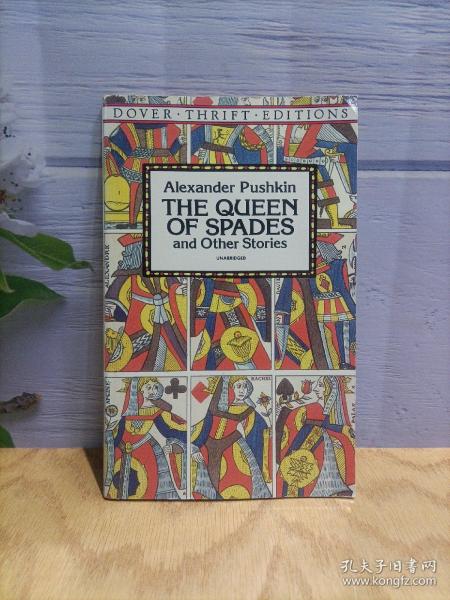 DOVER · THRIFT · EDITIONS
Alexander Pushkin
THE QUEEN
OF SPADES
and Other Stories
UNABRIDGED
ALEXANDRE
RACHEL
孔夫子旧书网
www.kongfz.com